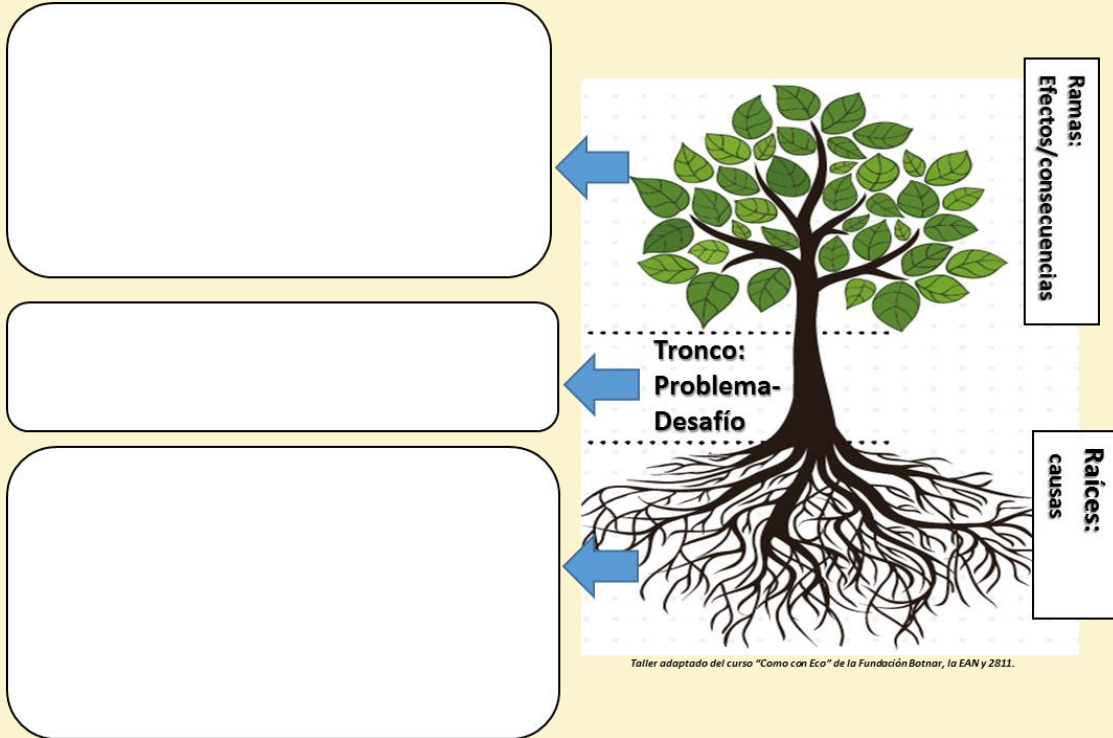 Ramas:
Efectos/consecuencias
Tronco:
Problema-
Desafío
Raíces:
causas
Taller adaptado del curso “Como con Eco” de la Fundación Botnar, la EAN y 2811.